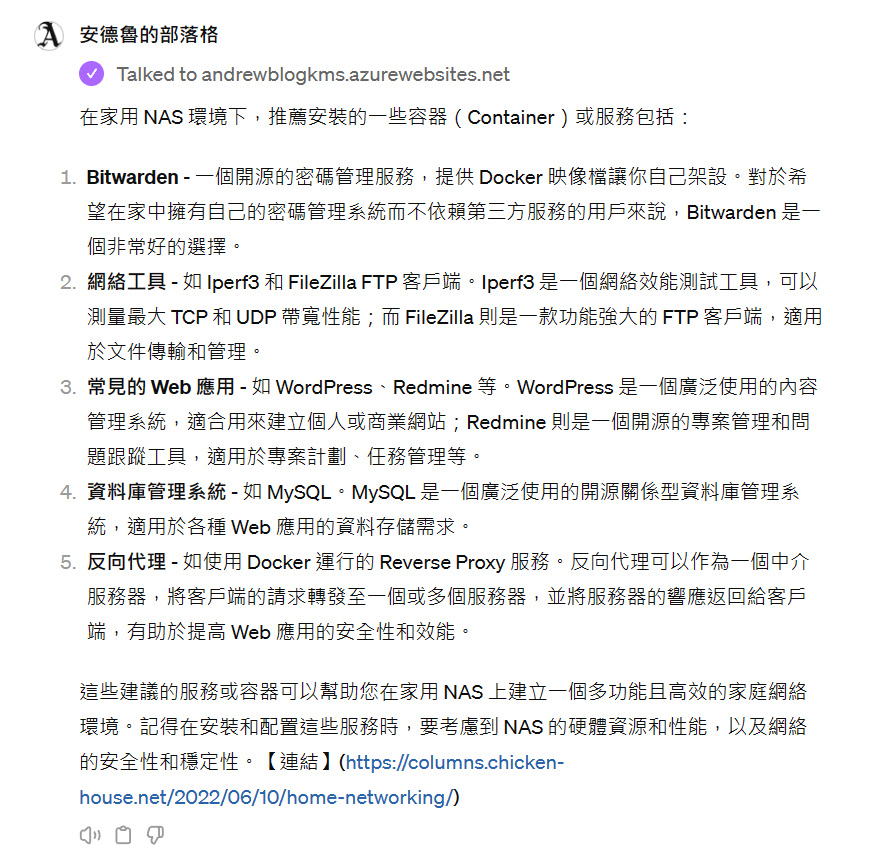 安德魯的部落格
Talked to andrewblogkms.azurewebsites.net
在家用 NAS 環境下，推薦安裝的一些容器（Container）或服務包括：
1. Bitwarden - 一個開源的密碼管理服務，提供 Docker 映像檔讓你自己架設。對於希
望在家中擁有自己的密碼管理系統而不依賴第三方服務的用戶來說，Bitwarden 是一
個非常好的選擇。
2. 網絡工具 - 如 Iperf3 和 FileZilla FTP 客戶端。Iperf3 是一個網絡效能測試工具，可以
測量最大 TCP 和 UDP 帶寬性能；而 FileZilla 則是一款功能強大的 FTP 客戶端，適用
於文件傳輸和管理。
3. 常見的 Web 應用 - 如 WordPress、Redmine 等。WordPress 是一個廣泛使用的內容
管理系統，適合用來建立個人或商業網站；Redmine 則是一個開源的專案管理和問
題跟蹤工具，適用於專案計劃、任務管理等。
4. 資料庫管理系統 - 如 MySQL。MySQL 是一個廣泛使用的開源關係型資料庫管理系
統，適用於各種 Web 應用的資料存儲需求。
5. 反向代理 - 如使用 Docker 運行的 Reverse Proxy 服務。反向代理可以作為一個中介
服務器，將客戶端的請求轉發至一個或多個服務器，並將服務器的響應返回給客戶
端，有助於提高 Web 應用的安全性和效能。
這些建議的服務或容器可以幫助您在家用 NAS 上建立一個多功能且高效的家庭網絡
環境。記得在安裝和配置這些服務時，要考慮到 NAS 的硬體資源和性能，以及網絡
的安全性和穩定性。【連結】(https://columns.chicken-
house.net/2022/06/10/home-networking/)